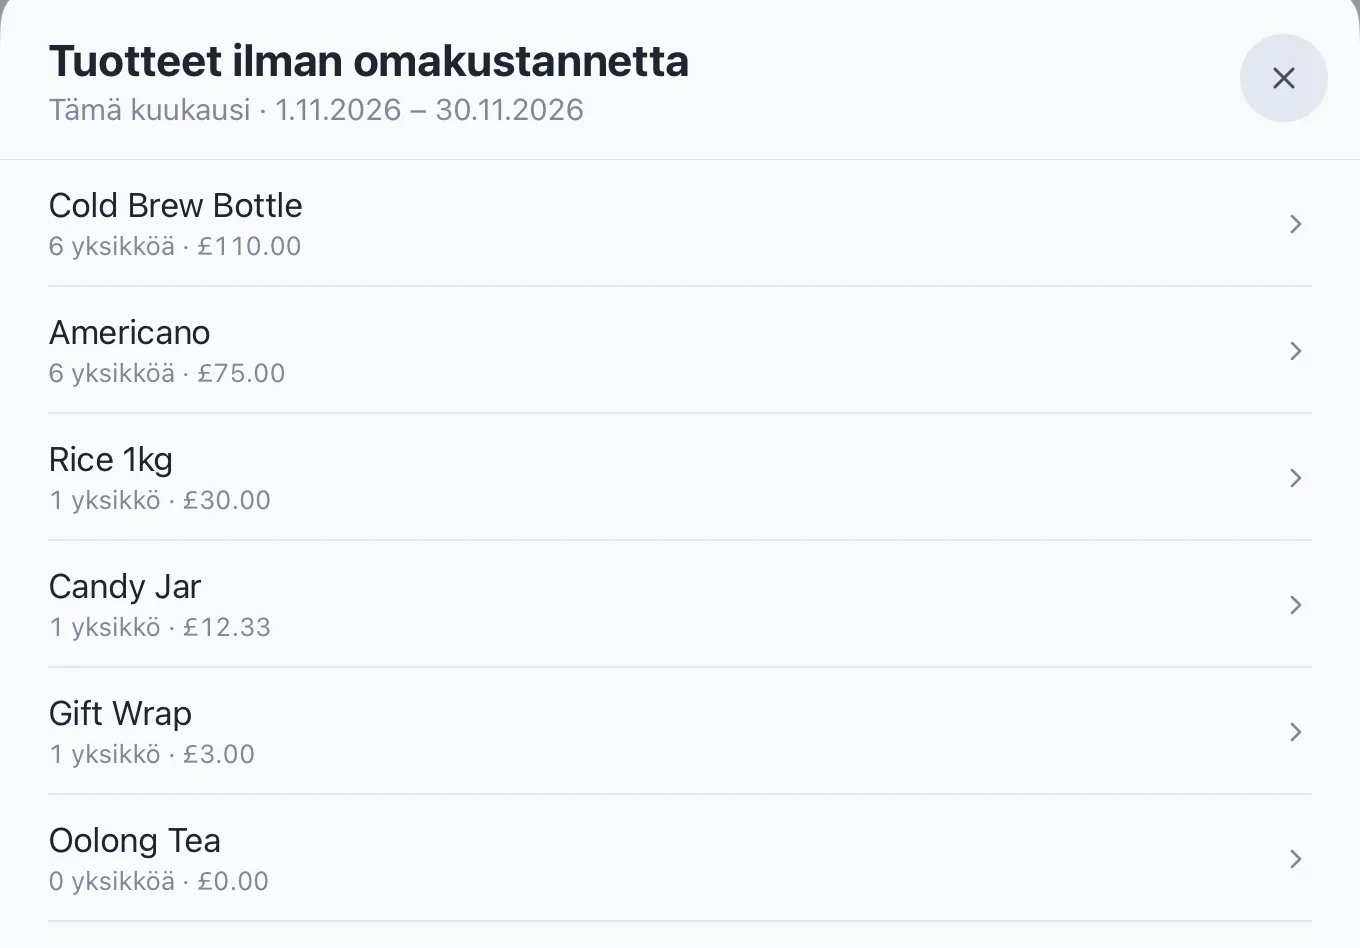 Tuotteet ilman omakustannetta
Tämä kuukausi · 1.11.2026 – 30.11.2026
Cold Brew Bottle
6 yksikköä · £110.00
Americano
6 yksikköä · £75.00
Rice 1kg
1 yksikkö · £30.00
Candy Jar
1 yksikkö · £12.33
Gift Wrap
1 yksikkö · £3.00
Oolong Tea
0 yksikköä · £0.00